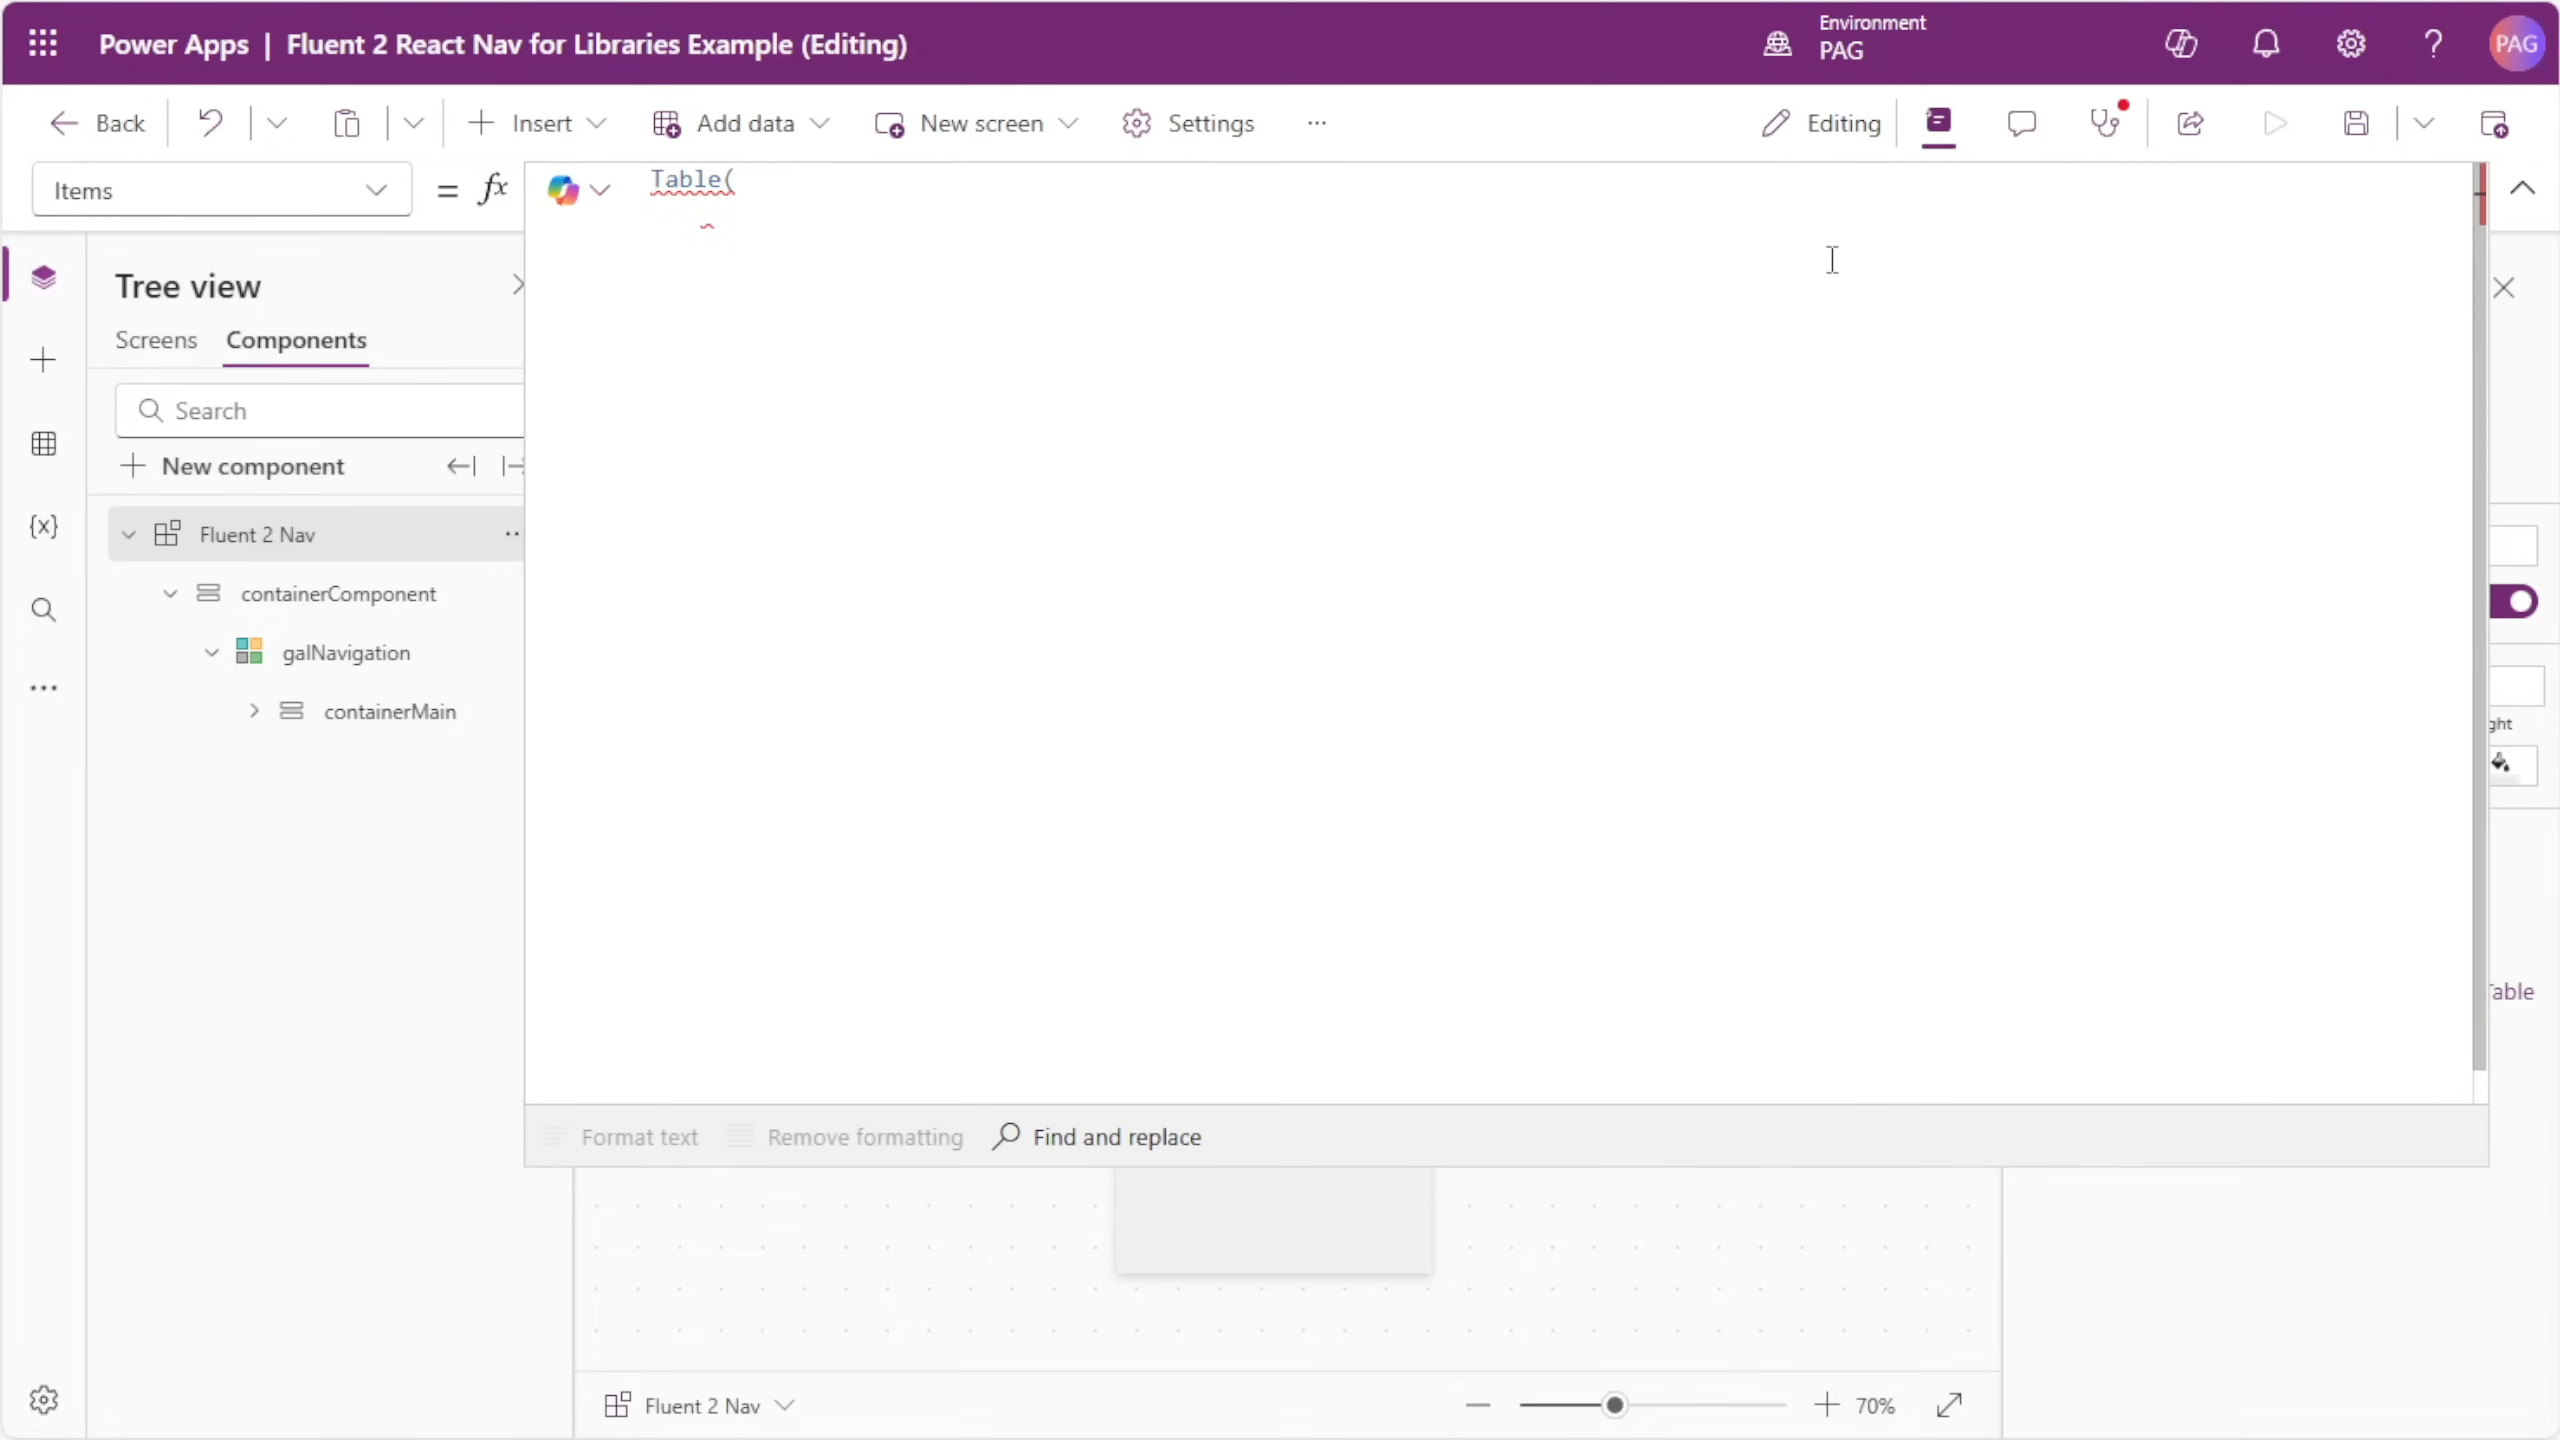 Power Apps | Fluent 2 React Nav for Libraries Example (Editing)
Environment
PAG
PAG
Back
Insert
Add data
New screen
Settings
Editing
Items
= fx
Table(
Tree view
Screens
Components
Search
New component
Fluent 2 Nav
containerComponent
galNavigation
containerMain
ght
Table
Format text
Remove formatting
Find and replace
Fluent 2 Nav
70%